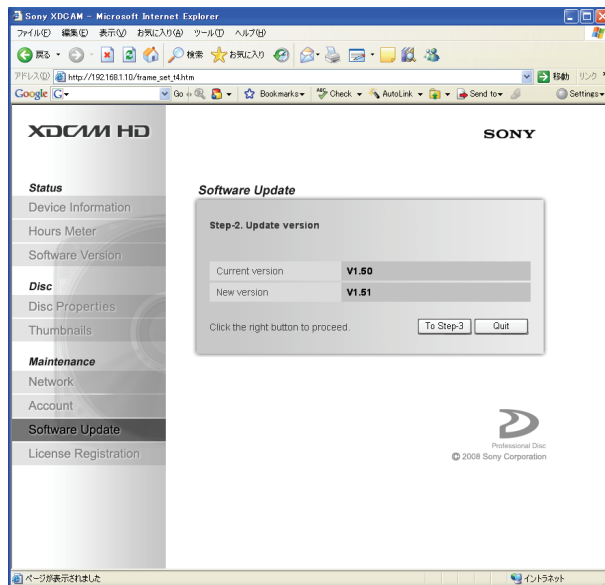 Sony XDCAM - Microsoft Internet Explorer
ファイル(F) 編集(E) 表示(V) お気に入り(A) ツール(T) ヘルプ(H)
戻る 検索 お気に入り
アドレス(D) http://192.168.1.10/frame_set_t4.htm 移動 リンク
Google G Go Bookmarks ABC Check AutoLink Send to Settings
XDCAM HD
SONY
Status
Device Information
Hours Meter
Software Version
Disc
Disc Properties
Thumbnails
Maintenance
Network
Account
Software Update
License Registration
Software Update
Step-2. Update version
Current version V1.50
New version V1.51
Click the right button to proceed. To Step-3 Quit
Professional Disc
© 2008 Sony Corporation
ページが表示されました イントラネット